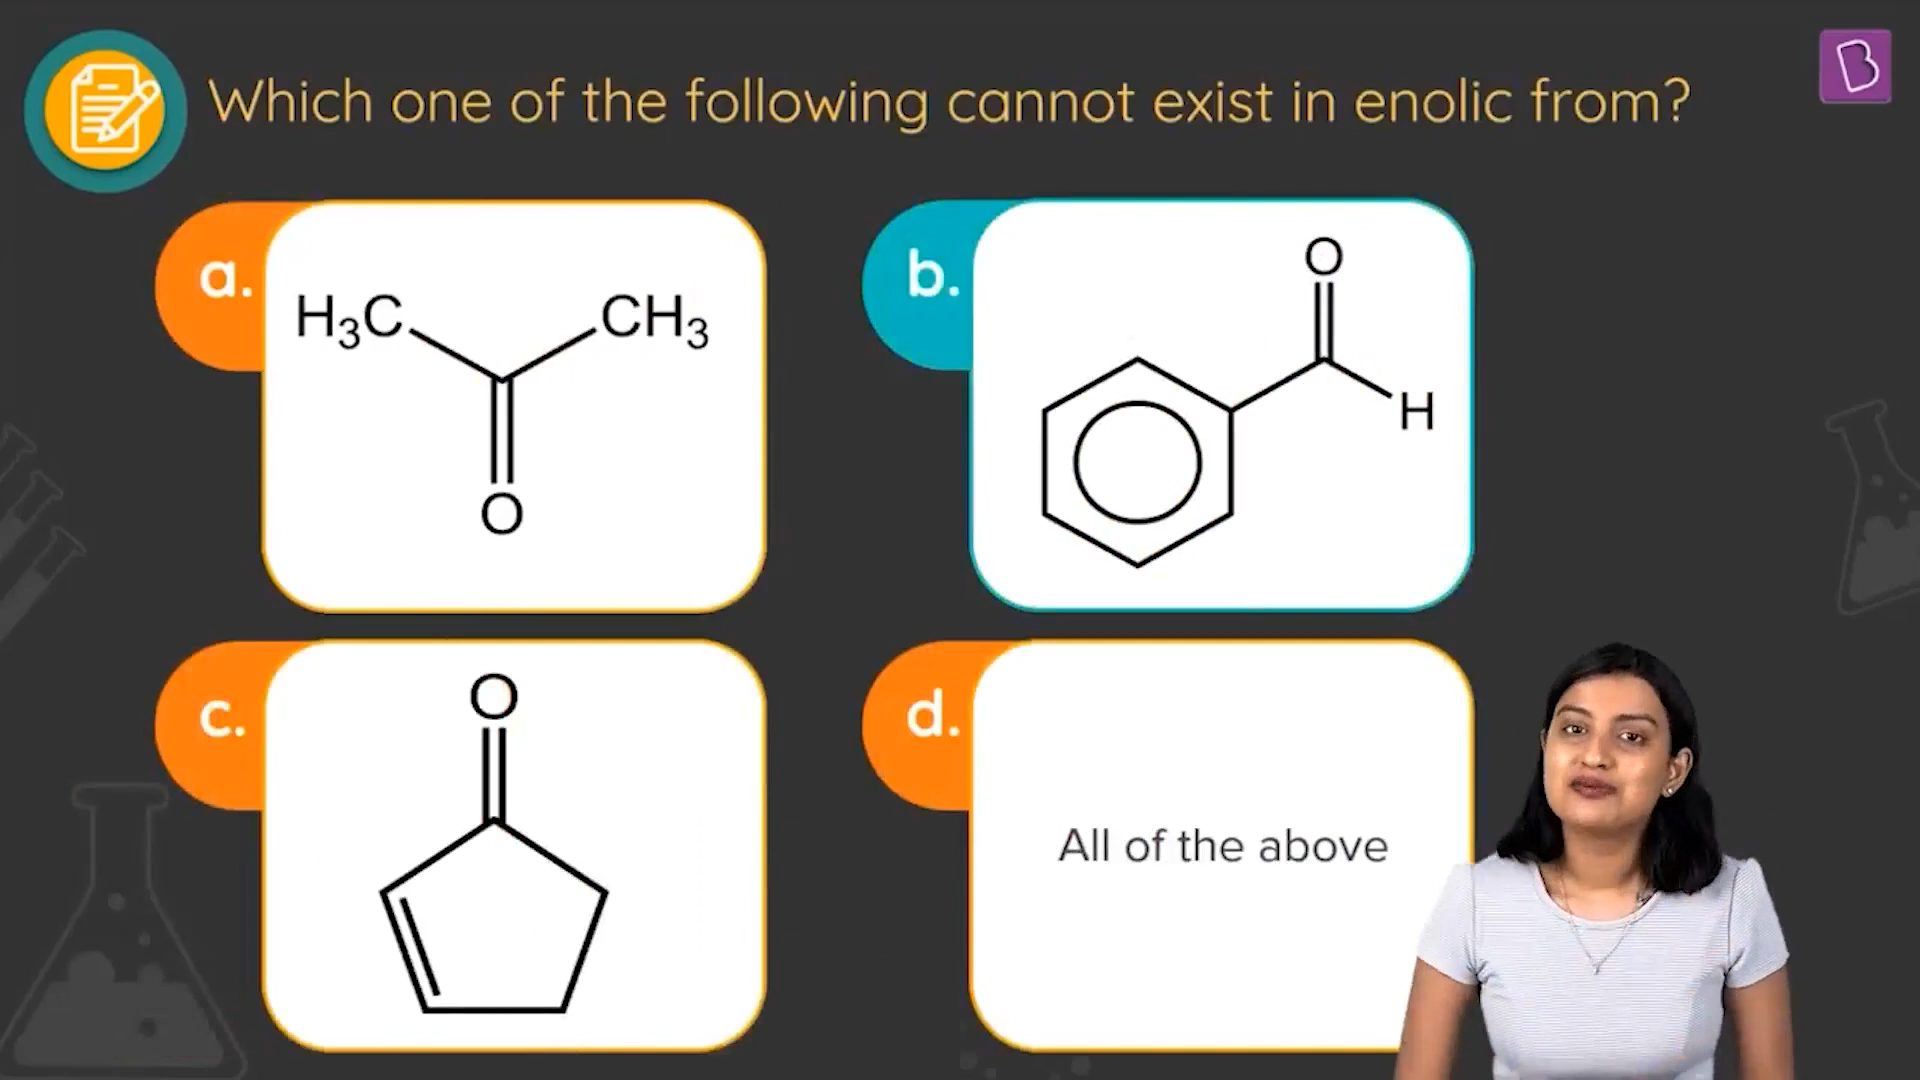 Which one of the following cannot exist in enolic from?
a.
H₃C
CH₃
O
b.
O
H
c.
O
d.
All of the above
B